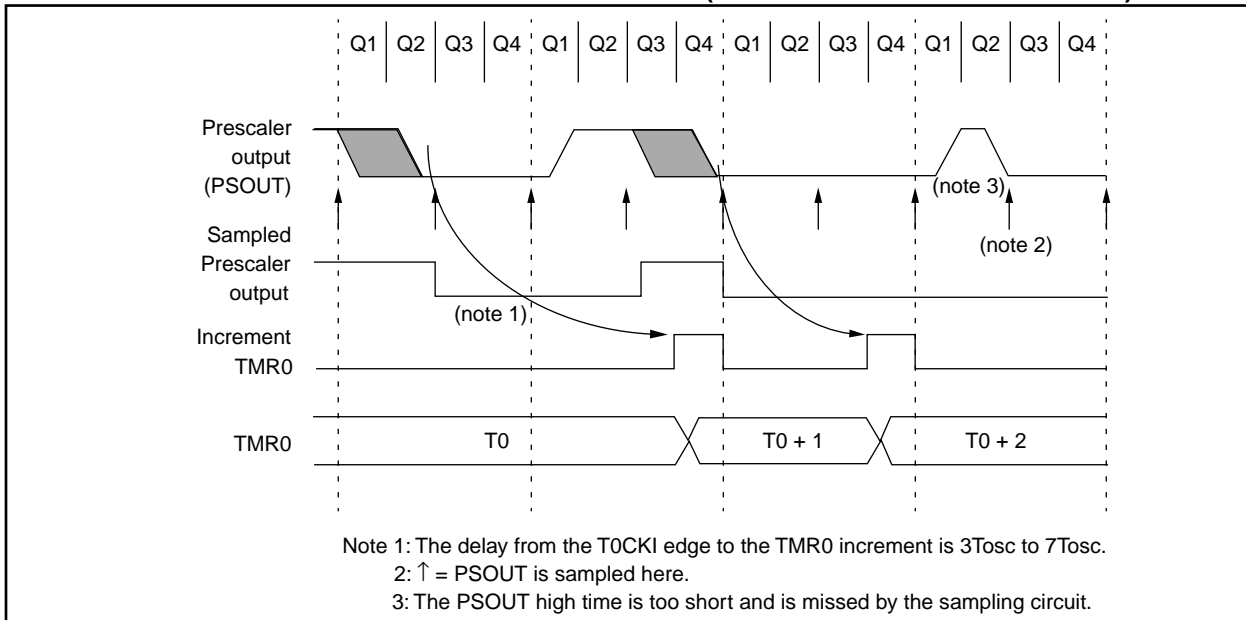 Q1 Q2 Q3 Q4 Q1 Q2 Q3 Q4 Q1 Q2 Q3 Q4 Q1 Q2 Q3 Q4
Prescaler
output
(PSOUT)
(note 3)
Sampled
(note 2)
Prescaler
output
(note 1)
Increment
TMR0
TMR0
T0
T0 + 1
T0 + 2
Note 1: The delay from the T0CKI edge to the TMR0 increment is 3Tosc to 7Tosc.
2: ↑ = PSOUT is sampled here.
3: The PSOUT high time is too short and is missed by the sampling circuit.